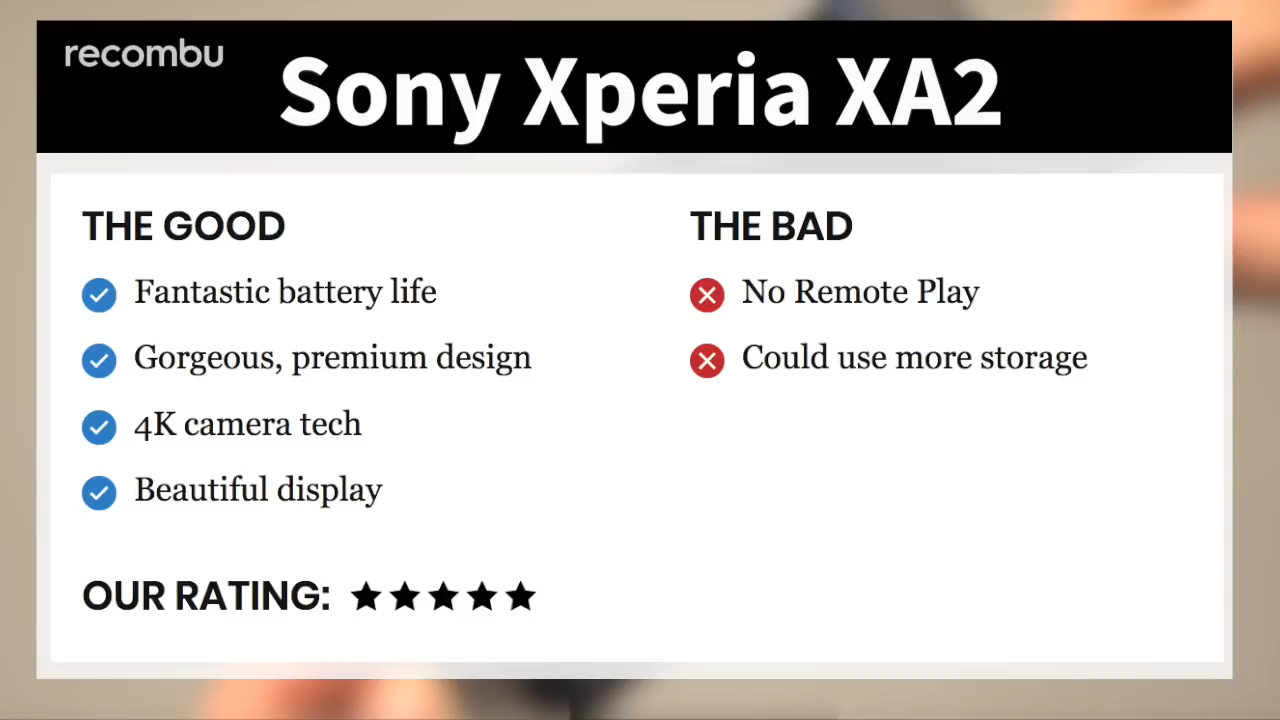 recombu
Sony Xperia XA2
THE GOOD
Fantastic battery life
Gorgeous, premium design
4K camera tech
Beautiful display
THE BAD
No Remote Play
Could use more storage
OUR RATING: